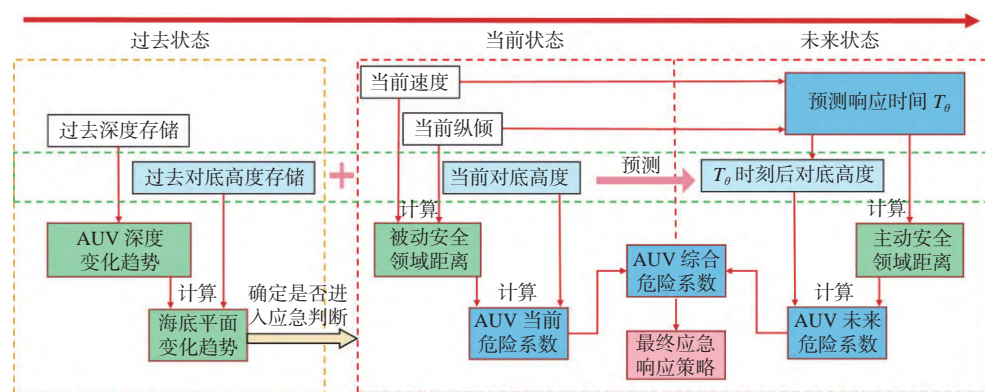 过去状态
当前状态
未来状态
当前速度
预测响应时间 Tθ
过去深度存储
当前纵倾
过去对底高度存储
+
当前对底高度
预测
Tθ 时刻后对底高度
计算
计算
AUV 深度
变化趋势
被动安全
领域距离
主动安全
领域距离
AUV 综合
危险系数
计算
确定是否进
入应急判断
计算
计算
海底平面
变化趋势
AUV 当前
危险系数
最终应急
响应策略
AUV 未来
危险系数